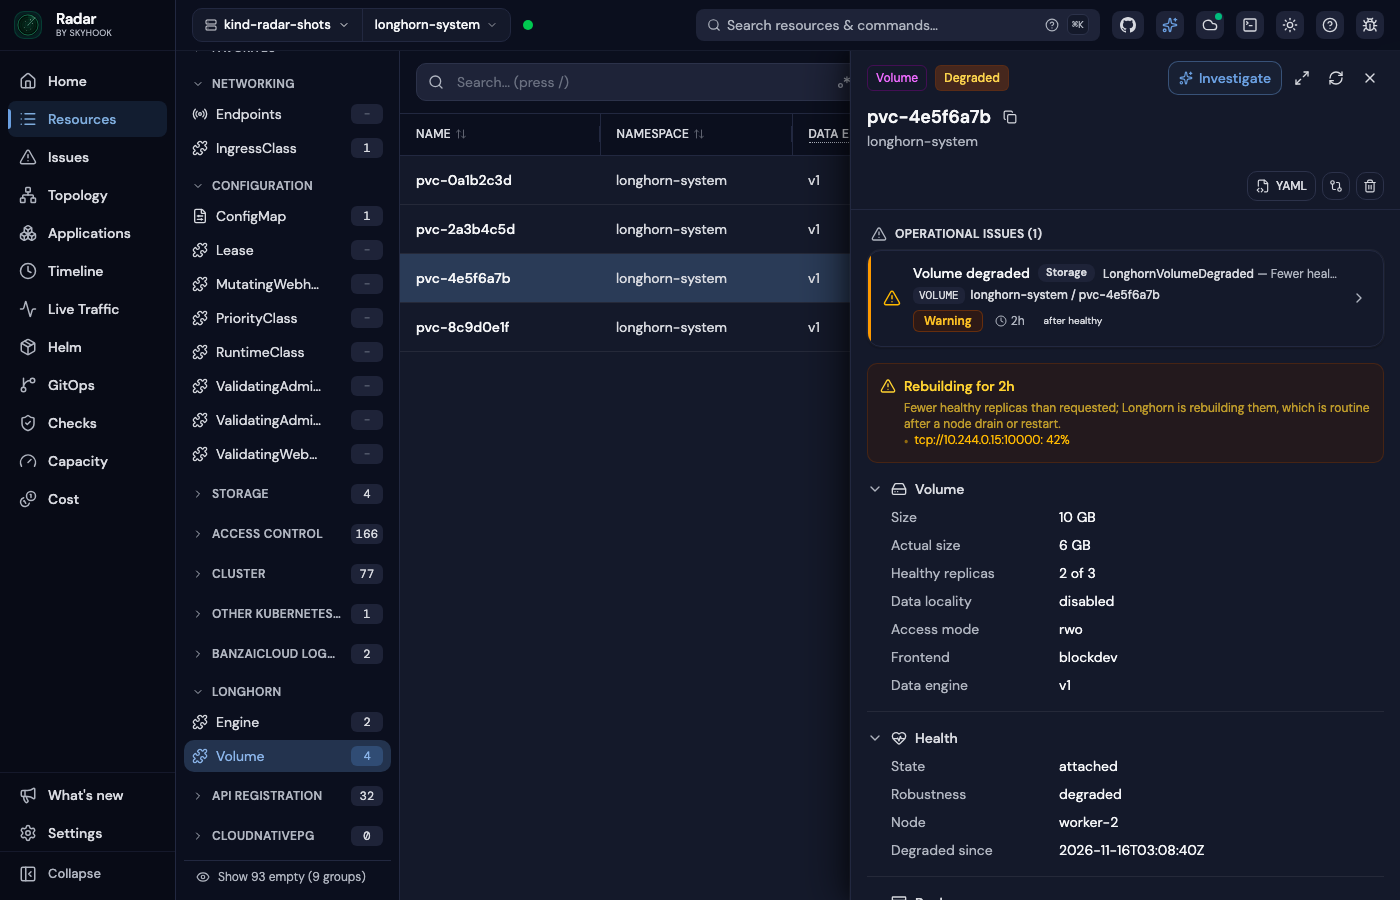 Radar
BY SKYHOOK
kind-radar-shots
longhorn-system
Search resources & commands...
⌘K
Home
Resources
Issues
Topology
Applications
Timeline
Live Traffic
Helm
GitOps
Checks
Capacity
Cost
What's new
Settings
Collapse
NETWORKING
Endpoints –
IngressClass 1
CONFIGURATION
ConfigMap 1
Lease –
MutatingWebh... –
PriorityClass –
RuntimeClass –
ValidatingAdmi... –
ValidatingAdmi... –
ValidatingWeb... –
STORAGE 4
ACCESS CONTROL 166
CLUSTER 77
OTHER KUBERNETES... 1
BANZAICLOUD LOG... 2
LONGHORN
Engine 2
Volume 4
API REGISTRATION 32
CLOUDNATIVEPG 0
Show 93 empty (9 groups)
Search... (press /)
.*
NAME NAMESPACE DATA E
pvc-0a1b2c3d longhorn-system v1
pvc-2a3b4c5d longhorn-system v1
pvc-4e5f6a7b longhorn-system v1
pvc-8c9d0e1f longhorn-system v1
Volume Degraded
Investigate
pvc-4e5f6a7b
longhorn-system
YAML
OPERATIONAL ISSUES (1)
Volume degraded Storage LonghornVolumeDegraded — Fewer heal...
VOLUME longhorn-system / pvc-4e5f6a7b
Warning 2h after healthy
Rebuilding for 2h
Fewer healthy replicas than requested; Longhorn is rebuilding them, which is routine
after a node drain or restart.
• tcp://10.244.0.15:10000: 42%
Volume
Size 10 GB
Actual size 6 GB
Healthy replicas 2 of 3
Data locality disabled
Access mode rwo
Frontend blockdev
Data engine v1
Health
State attached
Robustness degraded
Node worker-2
Degraded since 2026-11-16T03:08:40Z